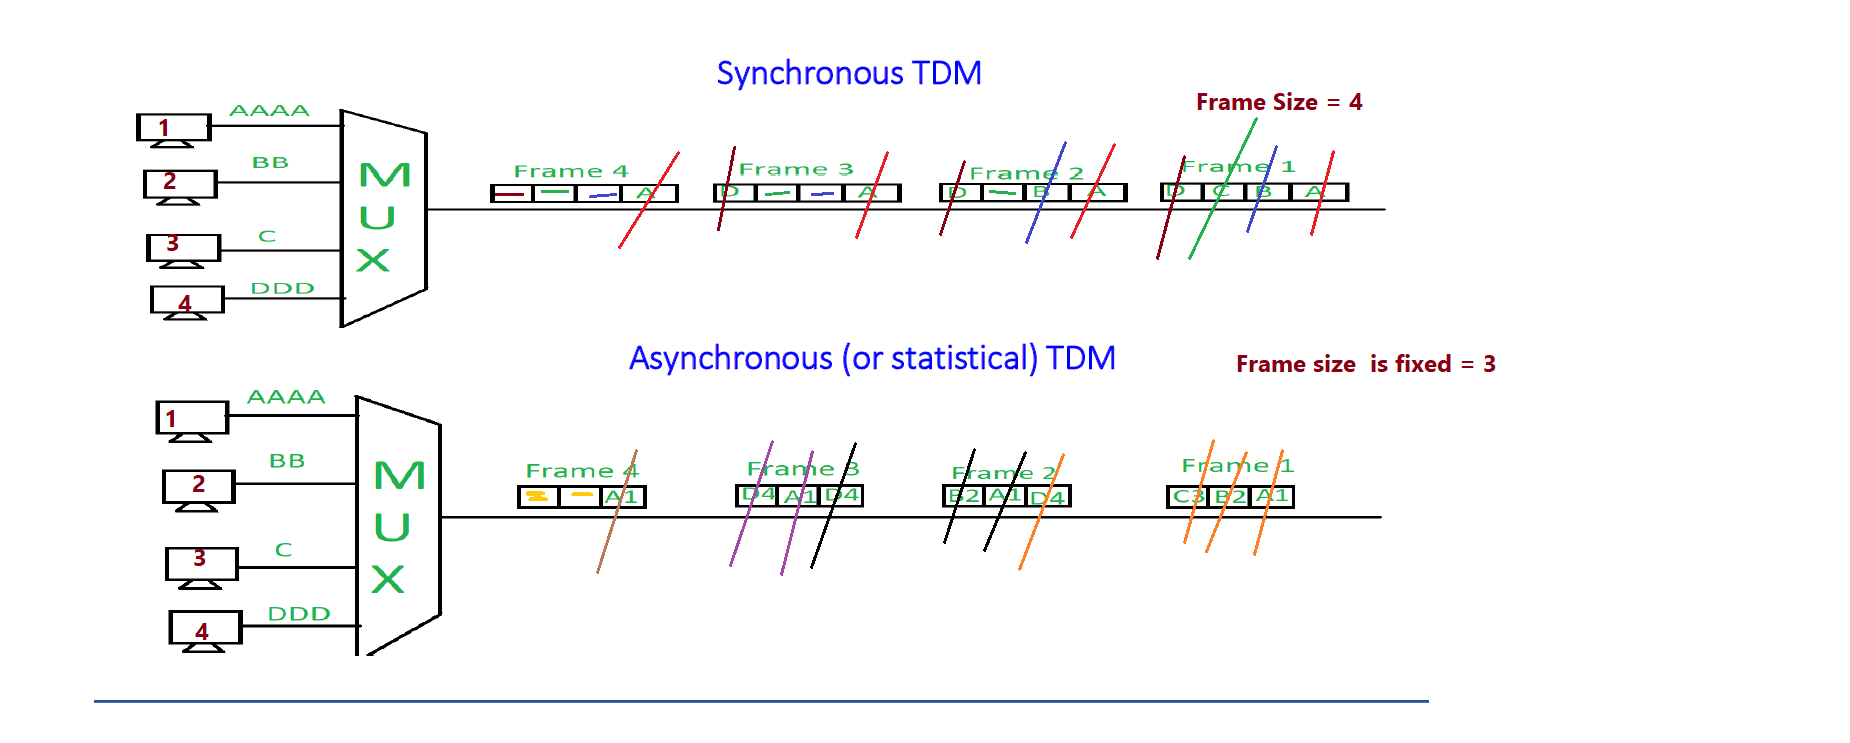 Synchronous TDM
Frame Size = 4
1 AAAA
2 BB
3 C
4 DDD
M
U
X
Frame 4 Frame 3 Frame 2 Frame 1
A D A D B A D C B A
Asynchronous (or statistical) TDM
Frame size is fixed = 3
1 AAAA
2 BB
3 C
4 DDD
M
U
X
Frame 4 Frame 3 Frame 2 Frame 1
A1 D4 A1 D4 B2 A1 D4 C3 B2 A1